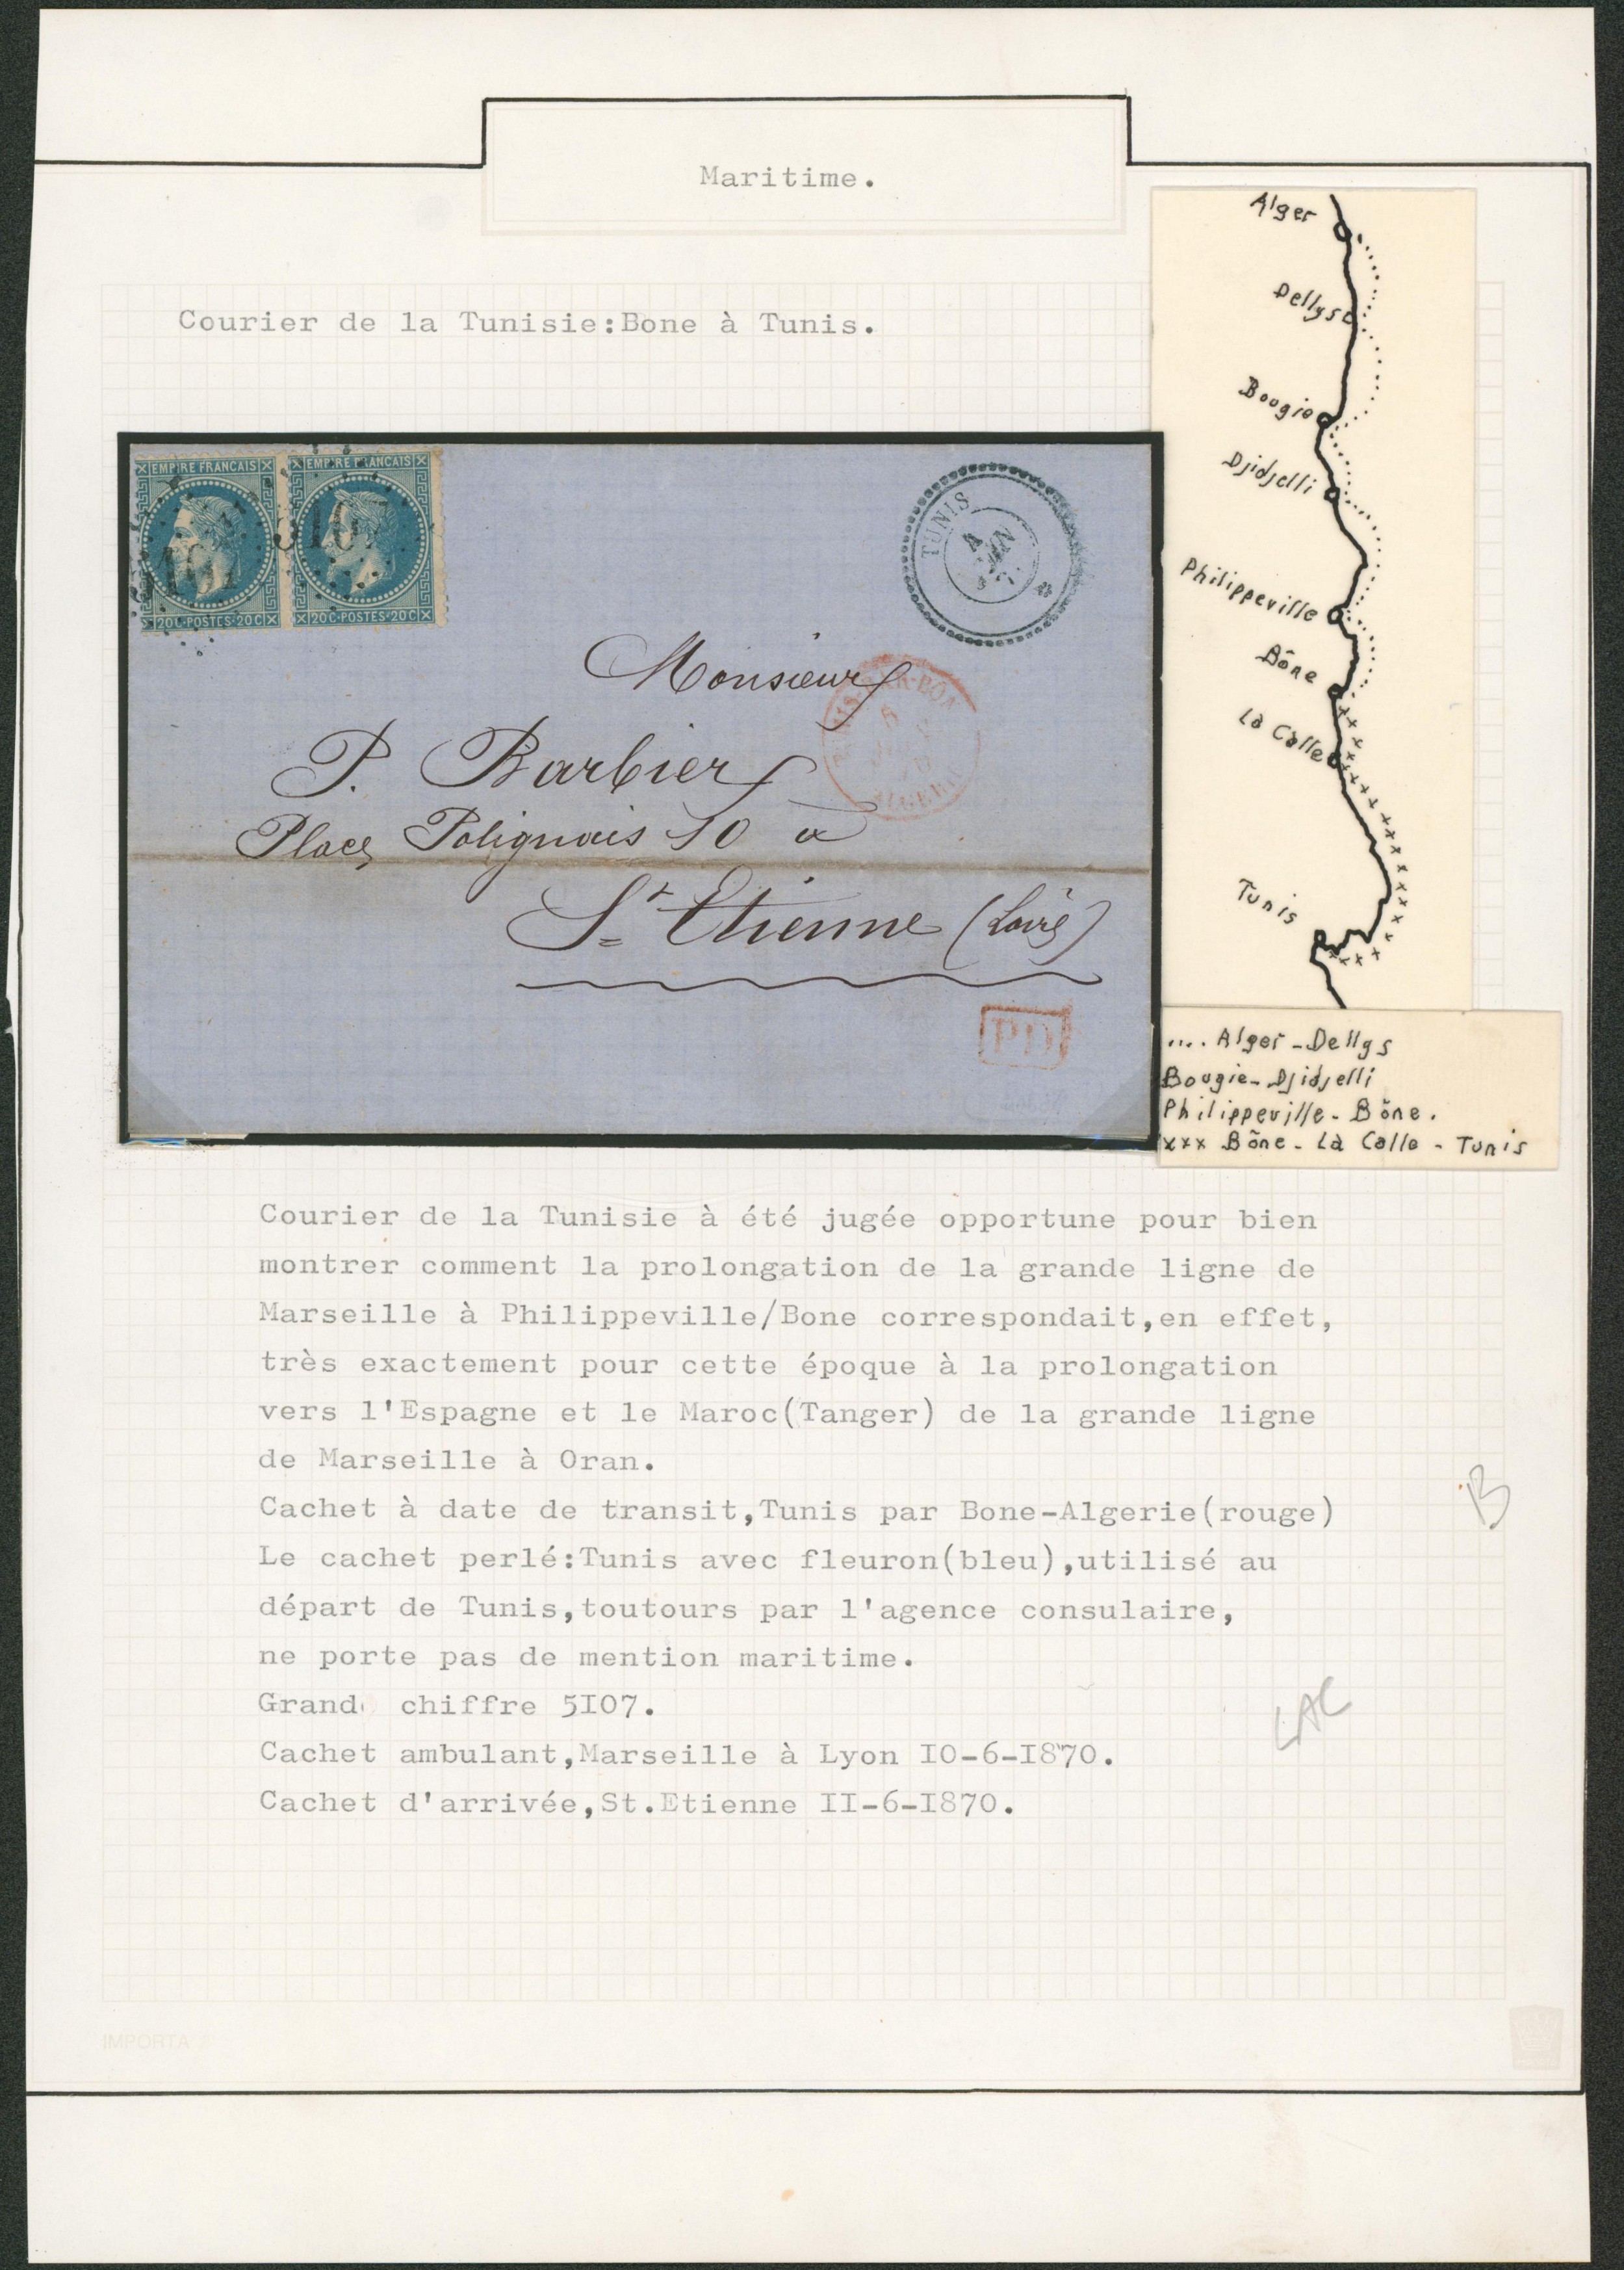 Maritime.
Courier de la Tunisie:Bone à Tunis.
Alger
Dellys
Bougie
Djidjelli
Philippeville
Bône
Là Calle
Tunis
EMPIRE FRANCAIS
EMPIRE FRANCAIS
20C·POSTES·20C
20C·POSTES·20C
TUNIS
4
JUIN
Monsieur
P. Barbier
Place Polignais 10 à
St Etienne (Loire)
6
ALGERIE
PD
.... Alger - Dellys
Bougie - Djidjelli
Philippeville - Bône.
xxx Bône - Là Calle - Tunis
Courier de la Tunisie à été jugée opportune pour bien
montrer comment la prolongation de la grande ligne de
Marseille à Philippeville/Bone correspondait,en effet,
très exactement pour cette époque à la prolongation
vers l'Espagne et le Maroc(Tanger) de la grande ligne
de Marseille à Oran.
Cachet à date de transit,Tunis par Bone-Algerie(rouge)
Le cachet perlé:Tunis avec fleuron(bleu),utilisé au
départ de Tunis,toutours par l'agence consulaire,
ne porte pas de mention maritime.
Grand chiffre 5I07.
Cachet ambulant,Marseille à Lyon I0-6-I870.
Cachet d'arrivée,St.Etienne II-6-I870.
B
LAC
IMPORTA